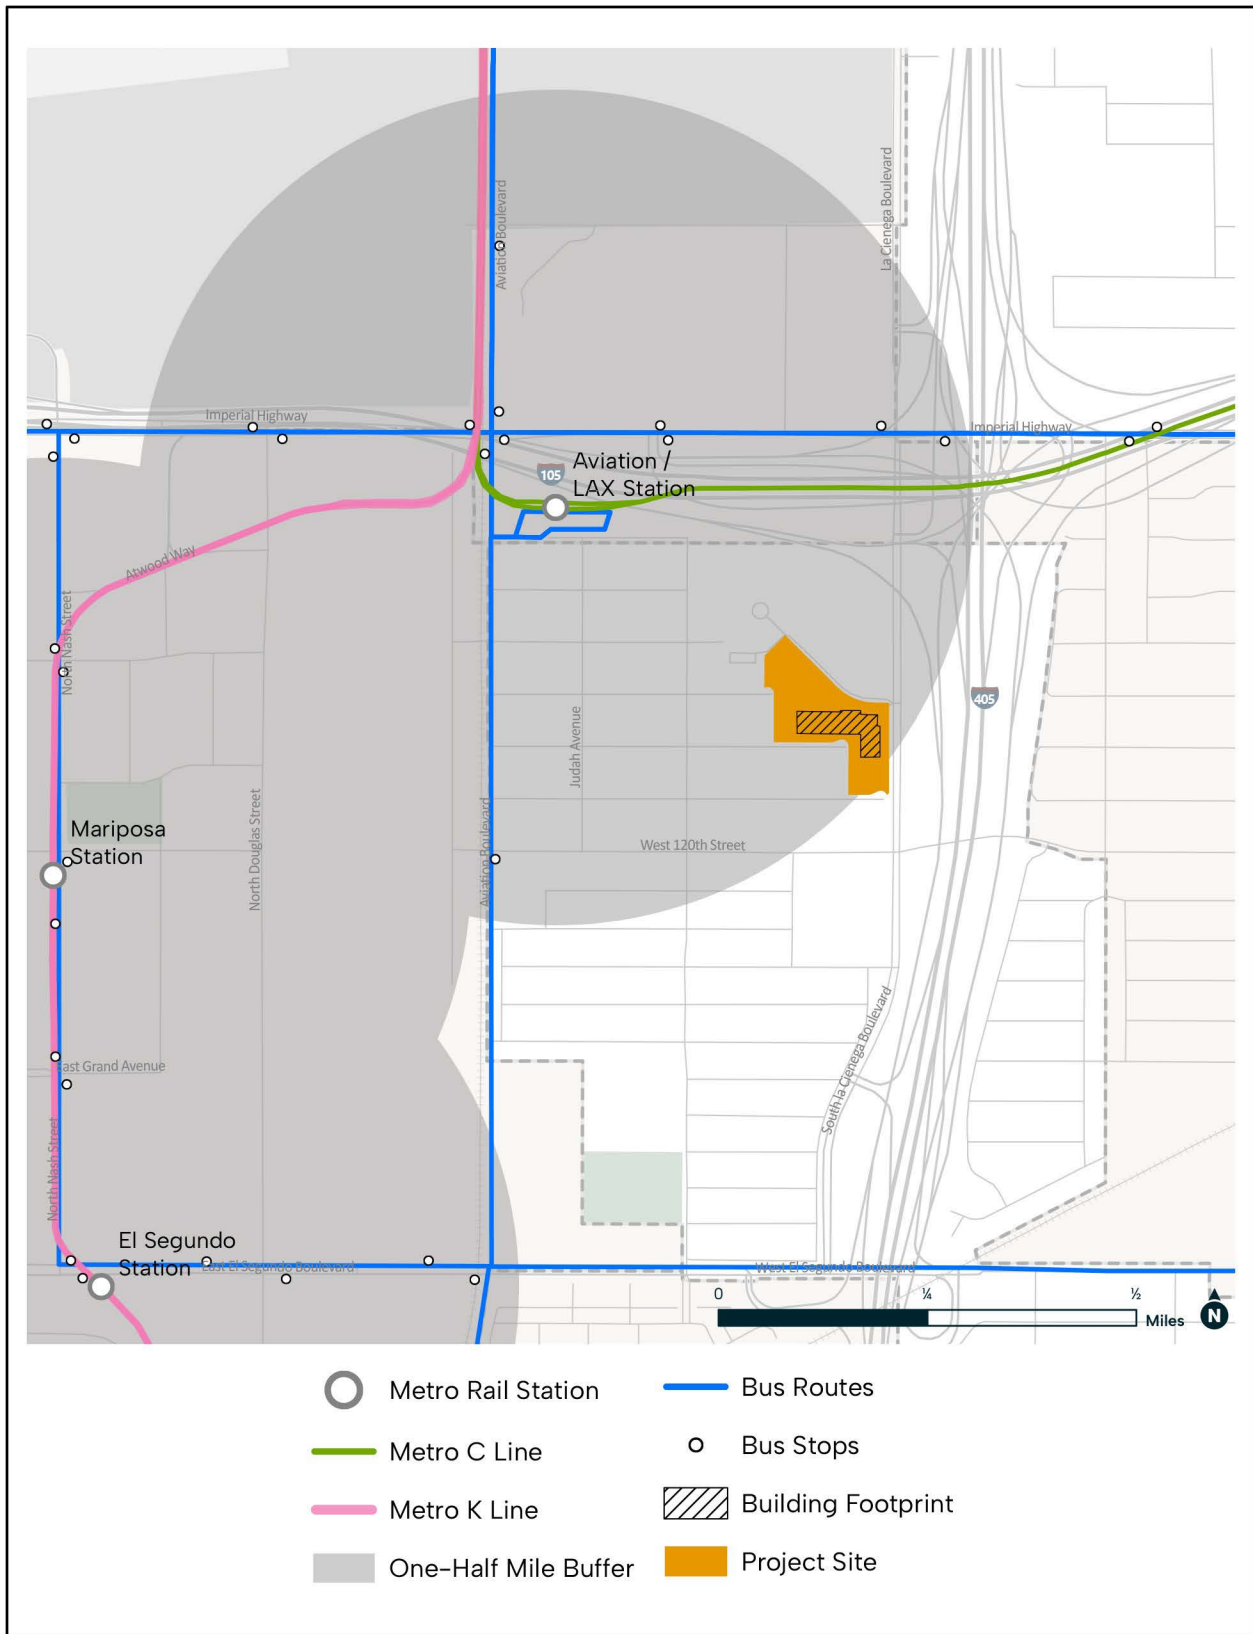 Aviation Boulevard
La Cienega Boulevard
Imperial Highway
Imperial Highway
Aviation /
LAX Station
105
Atwood Way
North Nash Street
405
Judah Avenue
Mariposa
Station
North Douglas Street
Aviation Boulevard
West 120th Street
South la Cienega Boulevard
East Grand Avenue
North Nash Street
El Segundo
Station
East El Segundo Boulevard
West El Segundo Boulevard
0 ¼ ½
Miles
N
Metro Rail Station
Metro C Line
Metro K Line
One-Half Mile Buffer
Bus Routes
Bus Stops
Building Footprint
Project Site